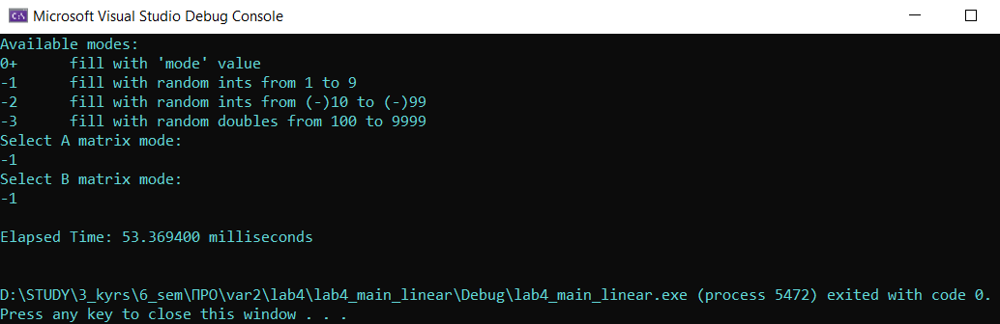 Microsoft Visual Studio Debug Console
Available modes:
0+      fill with 'mode' value
-1      fill with random ints from 1 to 9
-2      fill with random ints from (-)10 to (-)99
-3      fill with random doubles from 100 to 9999
Select A matrix mode:
-1
Select B matrix mode:
-1
Elapsed Time: 53.369400 milliseconds
D:\STUDY\3_kyrs\6_sem\ПРО\var2\lab4\lab4_main_linear\Debug\lab4_main_linear.exe (process 5472) exited with code 0.
Press any key to close this window . . .